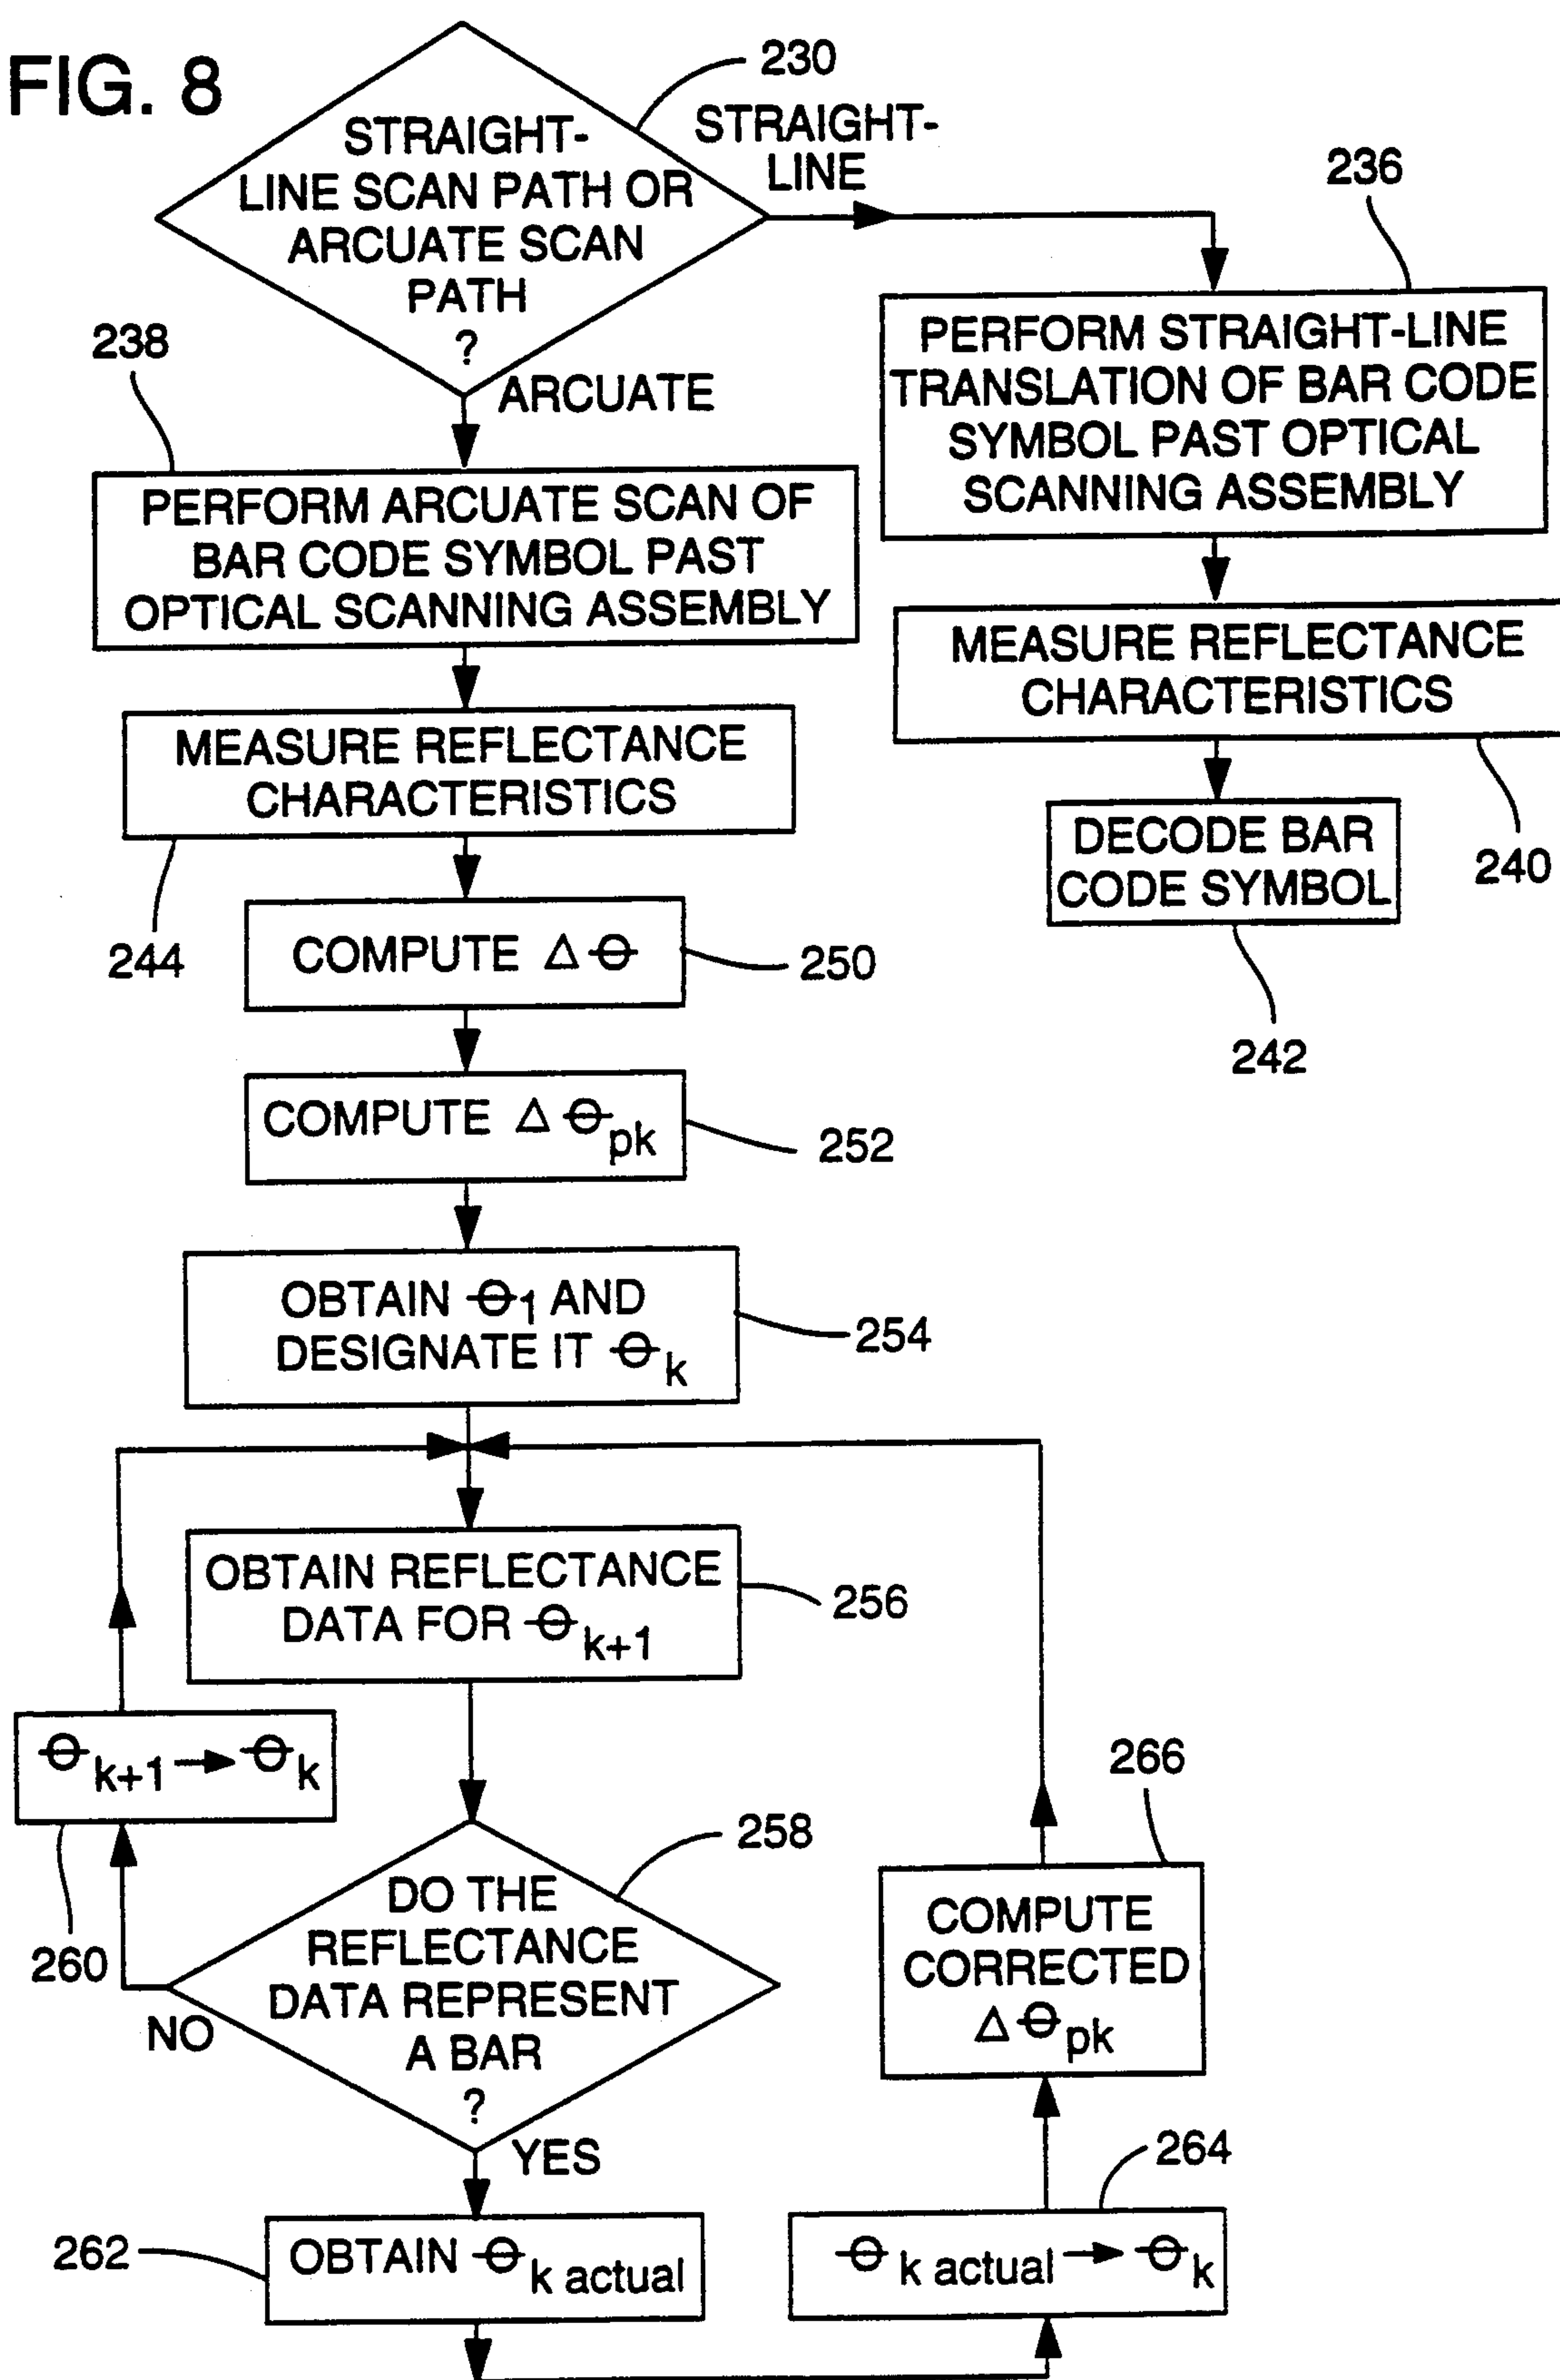 FIG. 8
230
STRAIGHT-
LINE SCAN PATH OR
ARCUATE SCAN
PATH
?
STRAIGHT-
LINE
ARCUATE
236
PERFORM STRAIGHT-LINE
TRANSLATION OF BAR CODE
SYMBOL PAST OPTICAL
SCANNING ASSEMBLY
238
PERFORM ARCUATE SCAN OF
BAR CODE SYMBOL PAST
OPTICAL SCANNING ASSEMBLY
MEASURE REFLECTANCE
CHARACTERISTICS
240
DECODE BAR
CODE SYMBOL
242
MEASURE REFLECTANCE
CHARACTERISTICS
244
COMPUTE Δ Θ
250
COMPUTE Δ Θpk
252
OBTAIN Θ1 AND
DESIGNATE IT Θk
254
OBTAIN REFLECTANCE
DATA FOR Θk+1
256
Θk+1 → Θk
260
258
DO THE
REFLECTANCE
DATA REPRESENT
A BAR
?
NO
YES
262
OBTAIN Θk actual
264
Θk actual → Θk
266
COMPUTE
CORRECTED
Δ Θpk